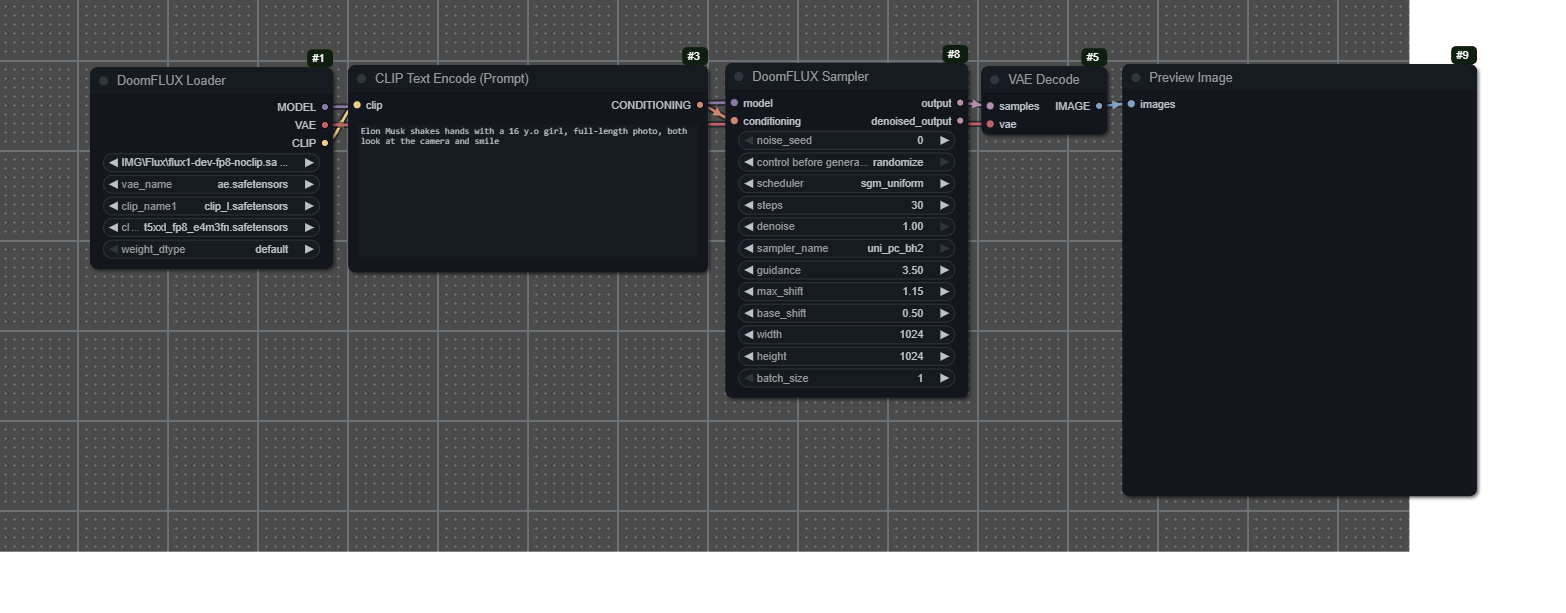 #1
DoomFLUX Loader
MODEL
VAE
CLIP
IMG\Flux\flux1-dev-fp8-noclip.sa ...
vae_name ae.safetensors
clip_name1 clip_l.safetensors
cl ... t5xxl_fp8_e4m3fn.safetensors
weight_dtype default
#3
CLIP Text Encode (Prompt)
clip CONDITIONING
Elon Musk shakes hands with a 16 y.o girl, full-length photo, both
look at the camera and smile
#8
DoomFLUX Sampler
model output
conditioning denoised_output
noise_seed 0
control before genera... randomize
scheduler sgm_uniform
steps 30
denoise 1.00
sampler_name uni_pc_bh2
guidance 3.50
max_shift 1.15
base_shift 0.50
width 1024
height 1024
batch_size 1
#5
VAE Decode
samples IMAGE
vae
#9
Preview Image
images